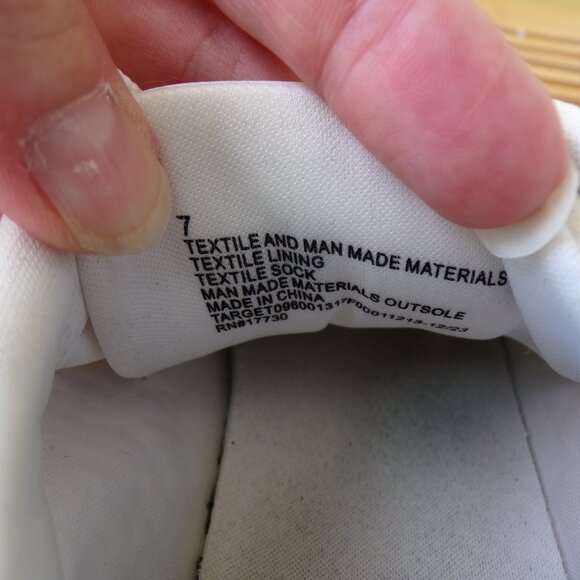 7
TEXTILE AND MAN MADE MATERIALS
TEXTILE LINING
TEXTILE SOCK
MAN MADE MATERIALS OUTSOLE
MADE IN CHINA
RN#17730